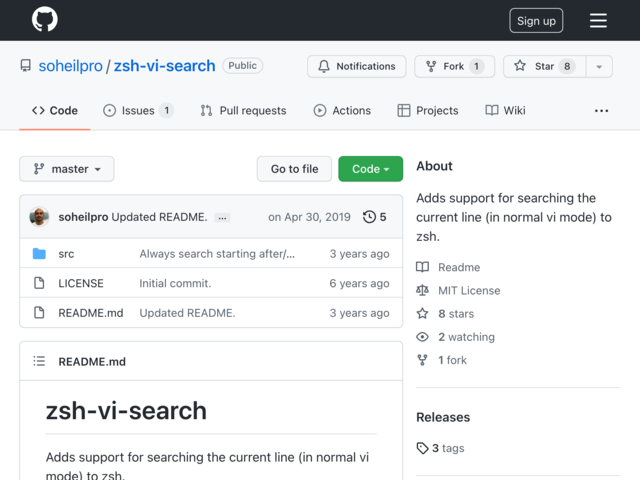 Sign up
soheilpro / zsh-vi-search Public
Notifications Fork 1 Star 8
Code Issues 1 Pull requests Actions Projects Wiki
master Go to file Code
soheilpro Updated README. ... on Apr 30, 2019 5
src Always search starting after/... 3 years ago
LICENSE Initial commit. 6 years ago
README.md Updated README. 3 years ago
README.md
zsh-vi-search
Adds support for searching the current line (in normal vi
mode) to zsh.
About
Adds support for searching the
current line (in normal vi mode) to
zsh.
Readme
MIT License
8 stars
2 watching
1 fork
Releases
3 tags